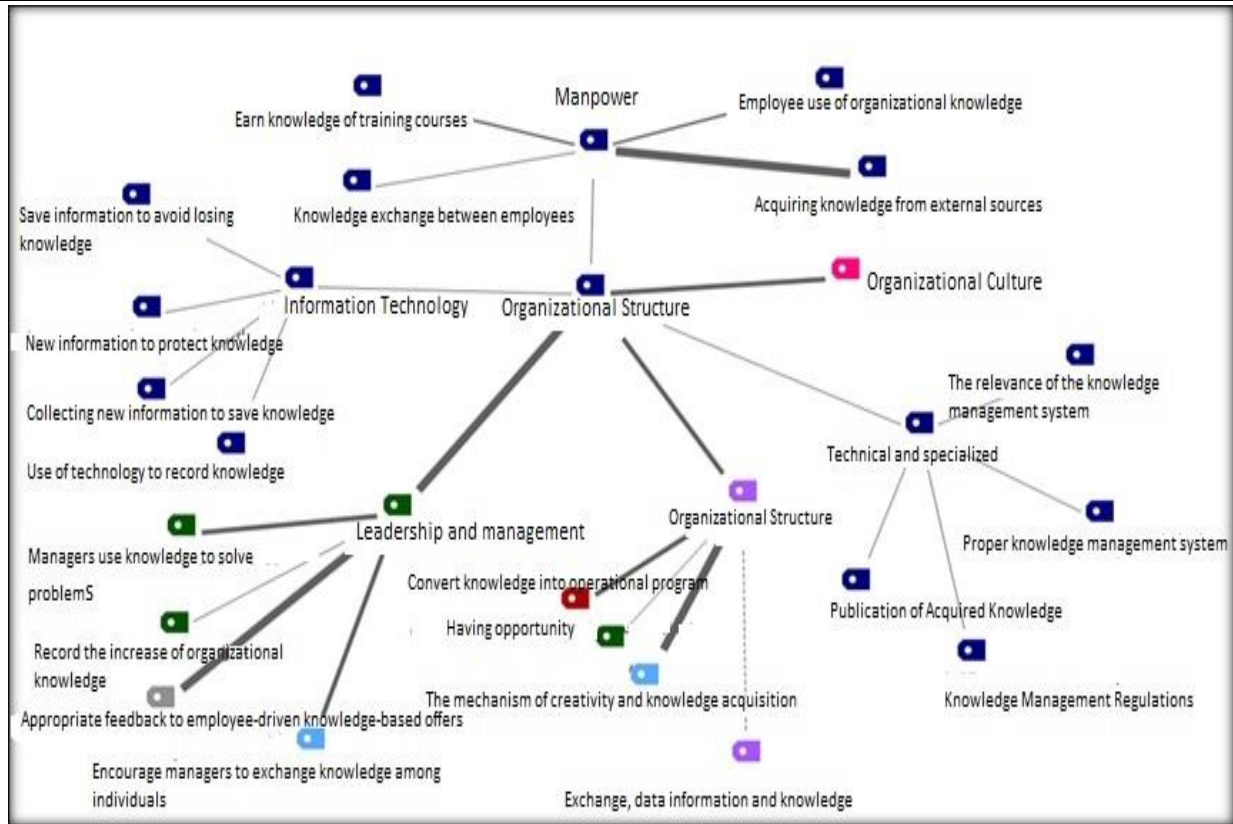 Manpower
Employee use of organizational knowledge
Earn knowledge of training courses
Acquiring knowledge from external sources
Knowledge exchange between employees
Save information to avoid losing
knowledge
Information Technology
Organizational Structure
Organizational Culture
New information to protect knowledge
Collecting new information to save knowledge
Use of technology to record knowledge
The relevance of the knowledge
management system
Technical and specialized
Proper knowledge management system
Publication of Acquired Knowledge
Knowledge Management Regulations
Leadership and management
Managers use knowledge to solve
problemS
Record the increase of organizational
knowledge
Appropriate feedback to employee-driven knowledge-based offers
Encourage managers to exchange knowledge among
individuals
Organizational Structure
Convert knowledge into operational program
Having opportunity
The mechanism of creativity and knowledge acquisition
Exchange, data information and knowledge